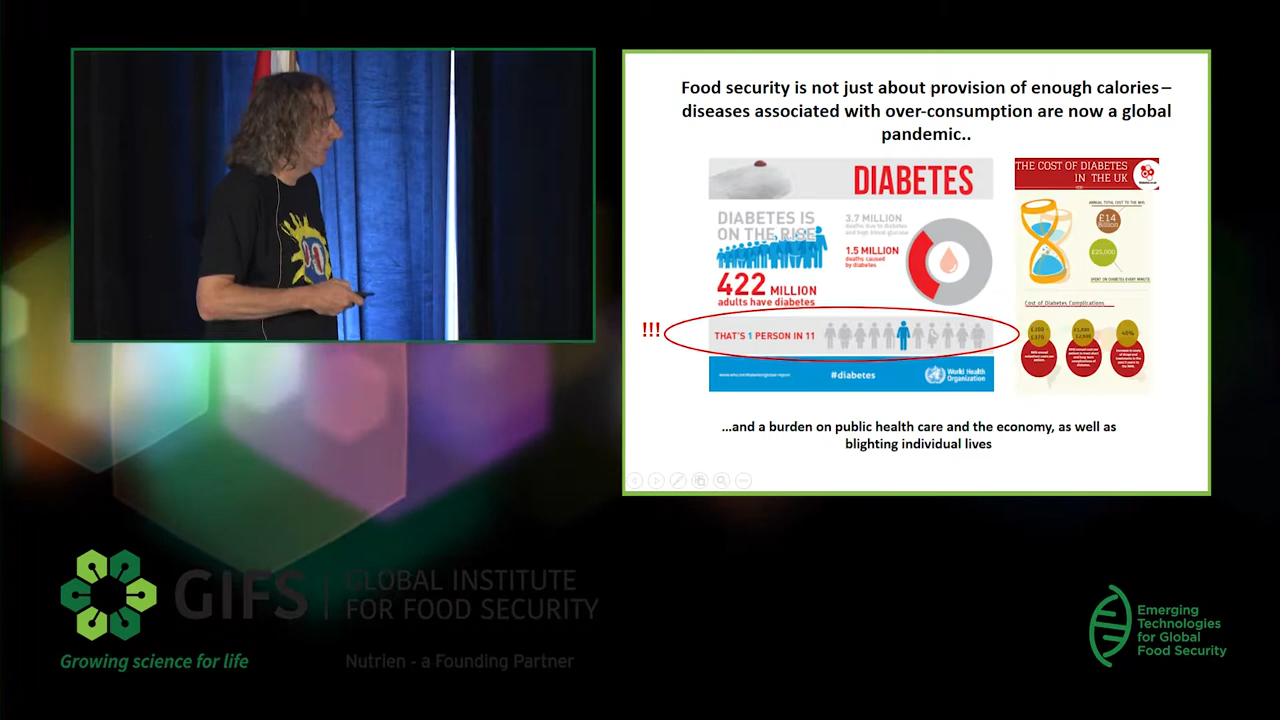 Food security is not just about provision of enough calories –
diseases associated with over-consumption are now a global
pandemic..
DIABETES
DIABETES IS
ON THE RISE
422 MILLION
adults have diabetes
3.7 MILLION
deaths due to diabetes
and high blood glucose
1.5 MILLION
deaths caused
by diabetes
!!!
THAT'S 1 PERSON IN 11
#diabetes
World Health
Organization
THE COST OF DIABETES
IN THE UK
ANNUAL TOTAL COST TO THE NHS
£14
Billion
£25,000
SPENT ON DIABETES EVERY MINUTE
Cost of Diabetes Complications
40%
...and a burden on public health care and the economy, as well as
blighting individual lives
GIFS
GLOBAL INSTITUTE
FOR FOOD SECURITY
Growing science for life
Nutrien - a Founding Partner
Emerging
Technologies
for Global
Food Security